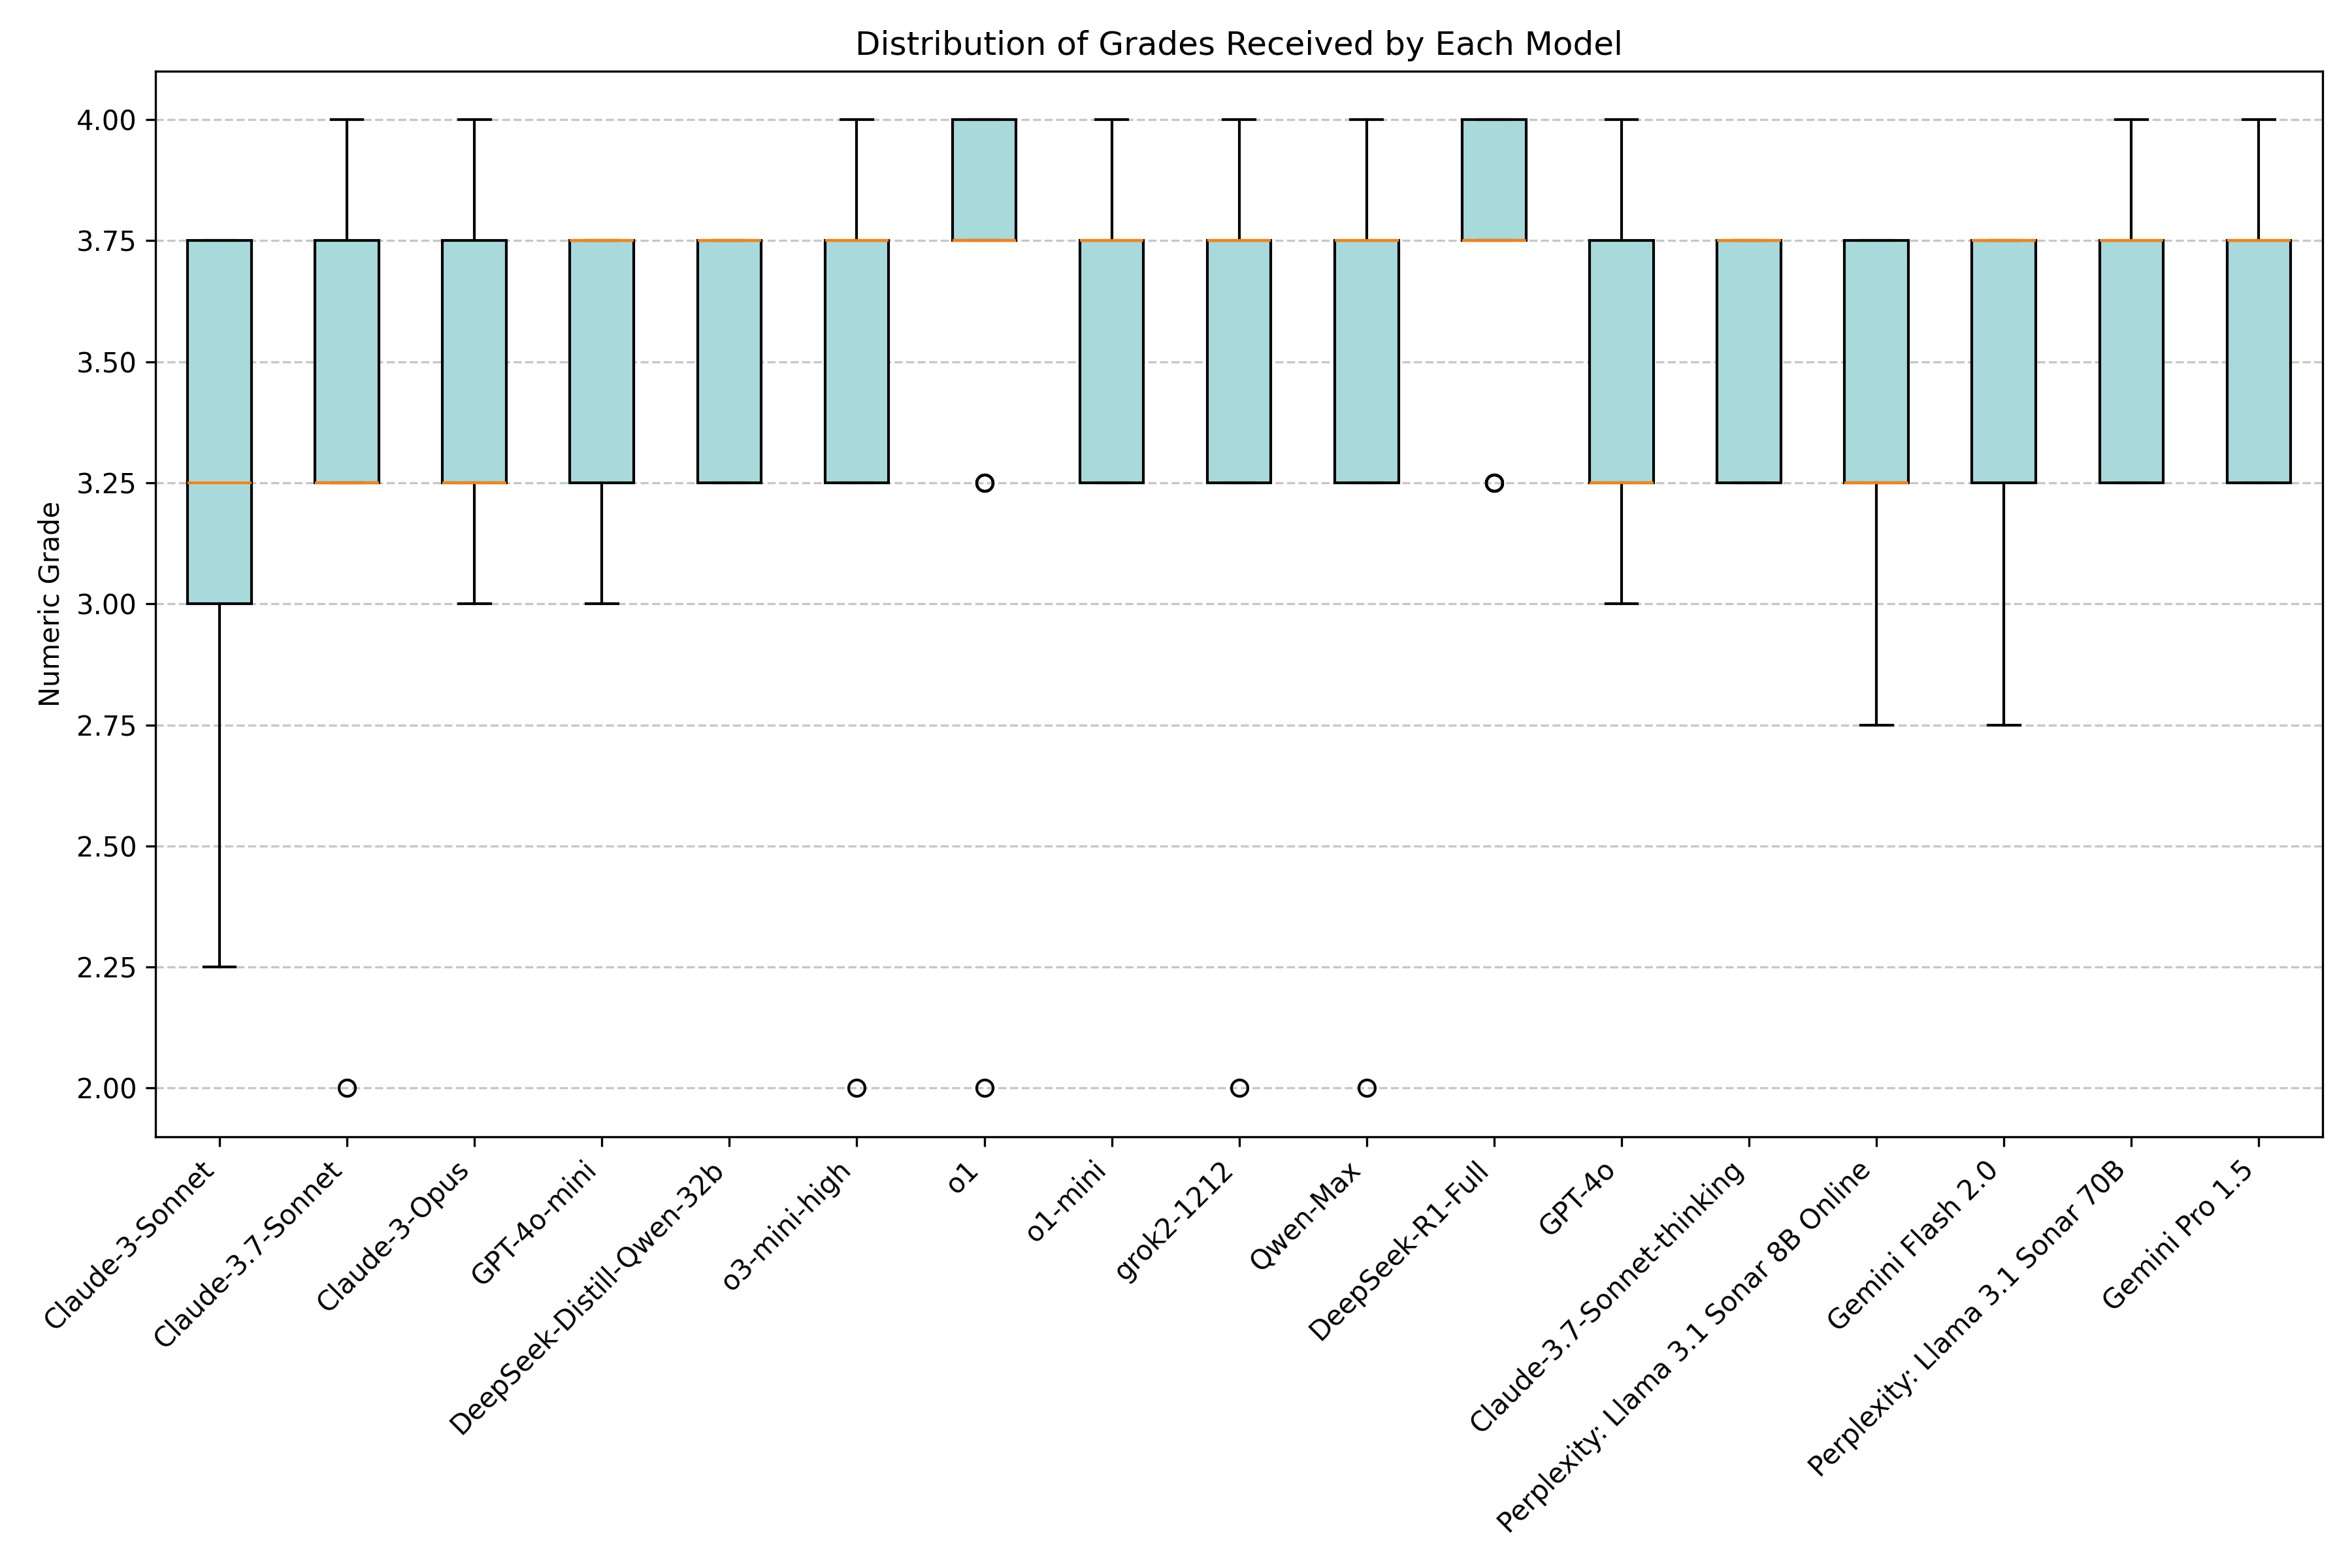 Distribution of Grades Received by Each Model
Numeric Grade
4.00
3.75
3.50
3.25
3.00
2.75
2.50
2.25
2.00
Claude-3-Sonnet
Claude-3.7-Sonnet
Claude-3-Opus
GPT-4o-mini
DeepSeek-Distill-Qwen-32b
o3-mini-high
o1
o1-mini
grok2-1212
Qwen-Max
DeepSeek-R1-Full
GPT-4o
Claude-3.7-Sonnet-thinking
Perplexity: Llama 3.1 Sonar 8B Online
Gemini Flash 2.0
Perplexity: Llama 3.1 Sonar 70B
Gemini Pro 1.5